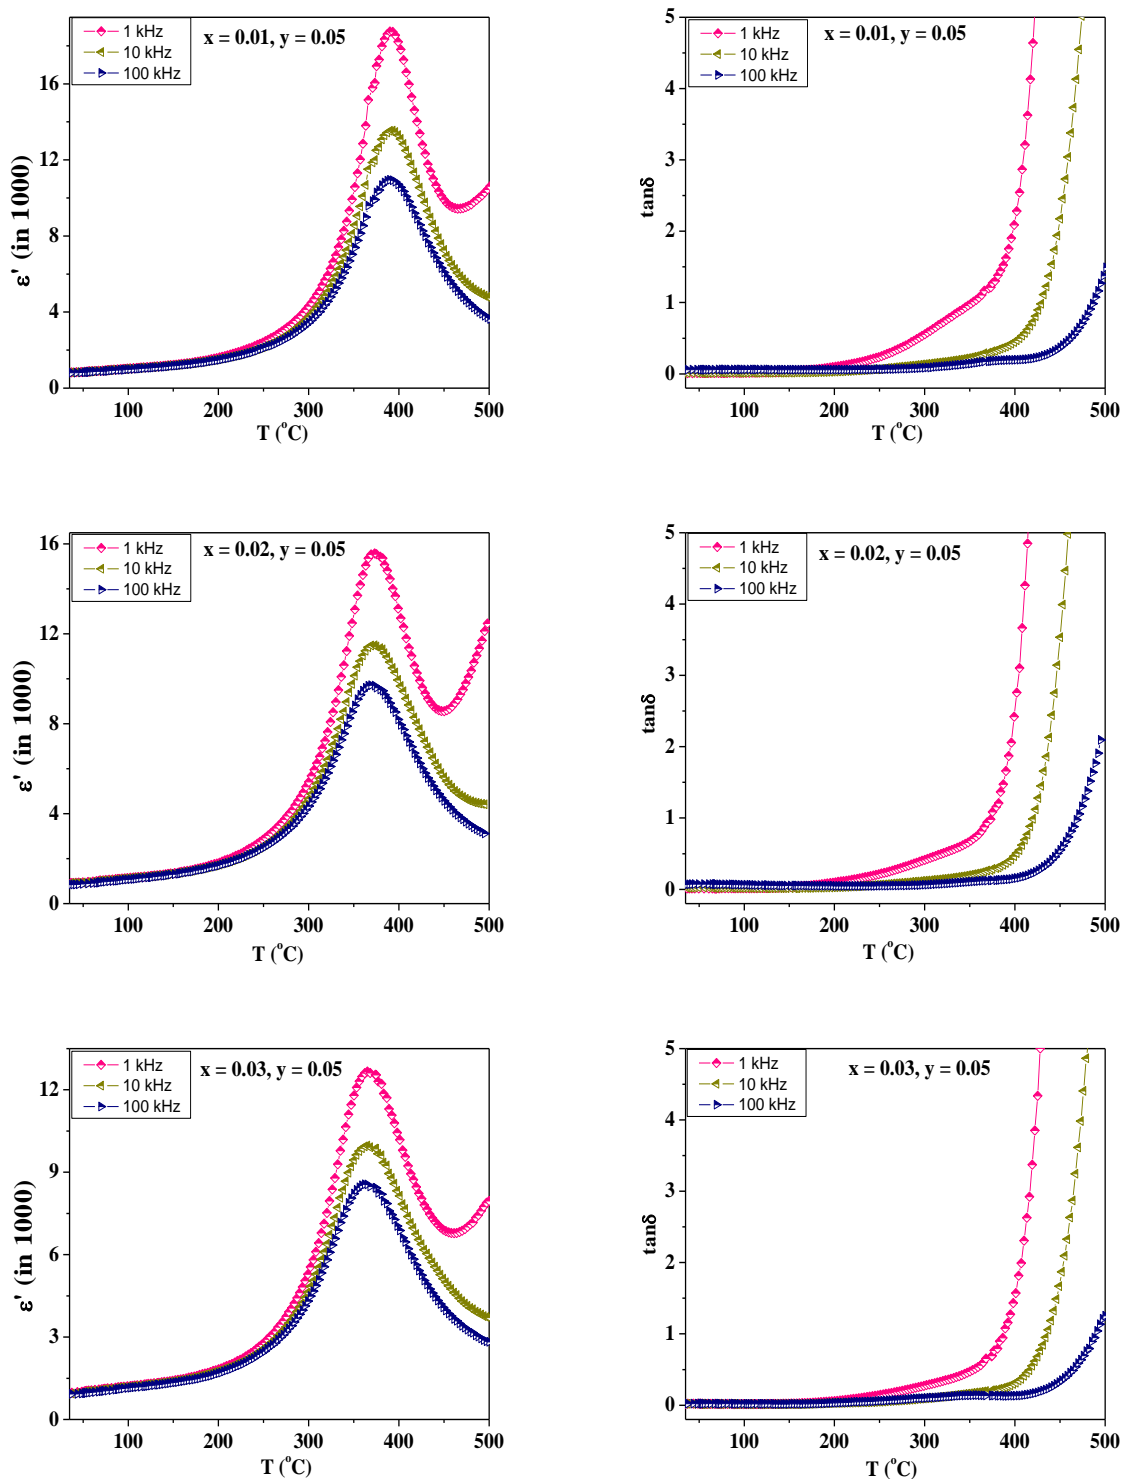 1 kHz
10 kHz
100 kHz
x = 0.01, y = 0.05
ε' (in 1000)
16
12
8
4
0
100 200 300 400 500
T (°C)
1 kHz
10 kHz
100 kHz
x = 0.01, y = 0.05
tanδ
5
4
3
2
1
0
100 200 300 400 500
T (°C)
1 kHz
10 kHz
100 kHz
x = 0.02, y = 0.05
ε' (in 1000)
16
12
8
4
0
100 200 300 400 500
T (°C)
1 kHz
10 kHz
100 kHz
x = 0.02, y = 0.05
tanδ
5
4
3
2
1
0
100 200 300 400 500
T (°C)
1 kHz
10 kHz
100 kHz
x = 0.03, y = 0.05
ε' (in 1000)
12
9
6
3
0
100 200 300 400 500
T (°C)
1 kHz
10 kHz
100 kHz
x = 0.03, y = 0.05
tanδ
5
4
3
2
1
0
100 200 300 400 500
T (°C)